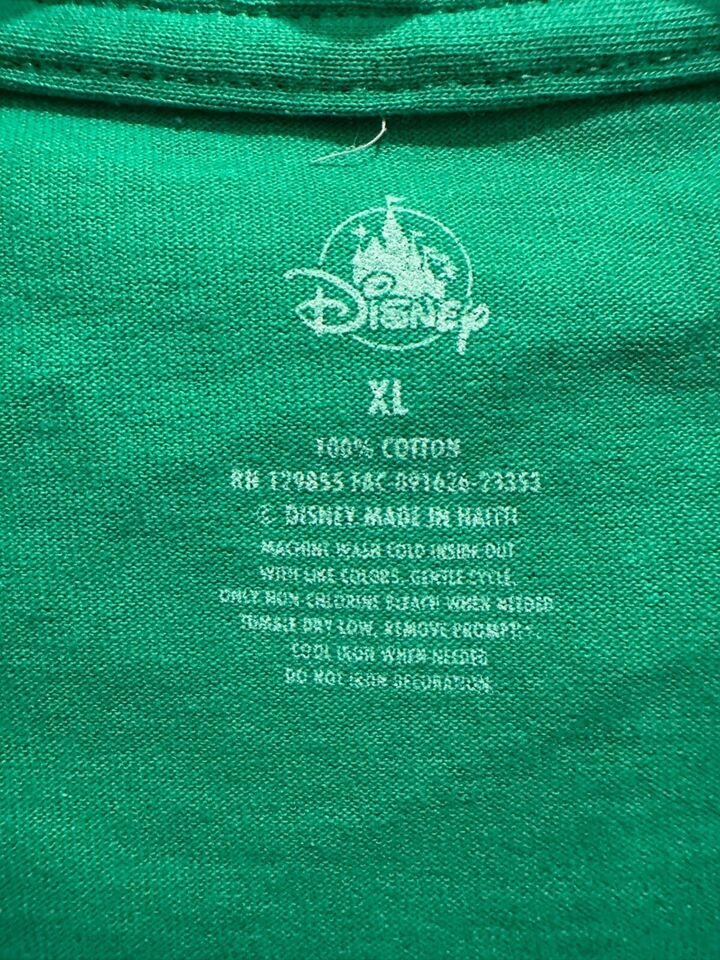 Disney
XL
100% COTTON
RN 129855 FAC 091626-23353
© DISNEY MADE IN HAITI
MACHINE WASH COLD INSIDE OUT
WITH LIKE COLORS, GENTLE CYCLE.
ONLY NON-CHLORINE BLEACH WHEN NEEDED
TUMBLE DRY LOW, REMOVE PROMPTLY.
COOL IRON WHEN NEEDED
DO NOT IRON DECORATION.